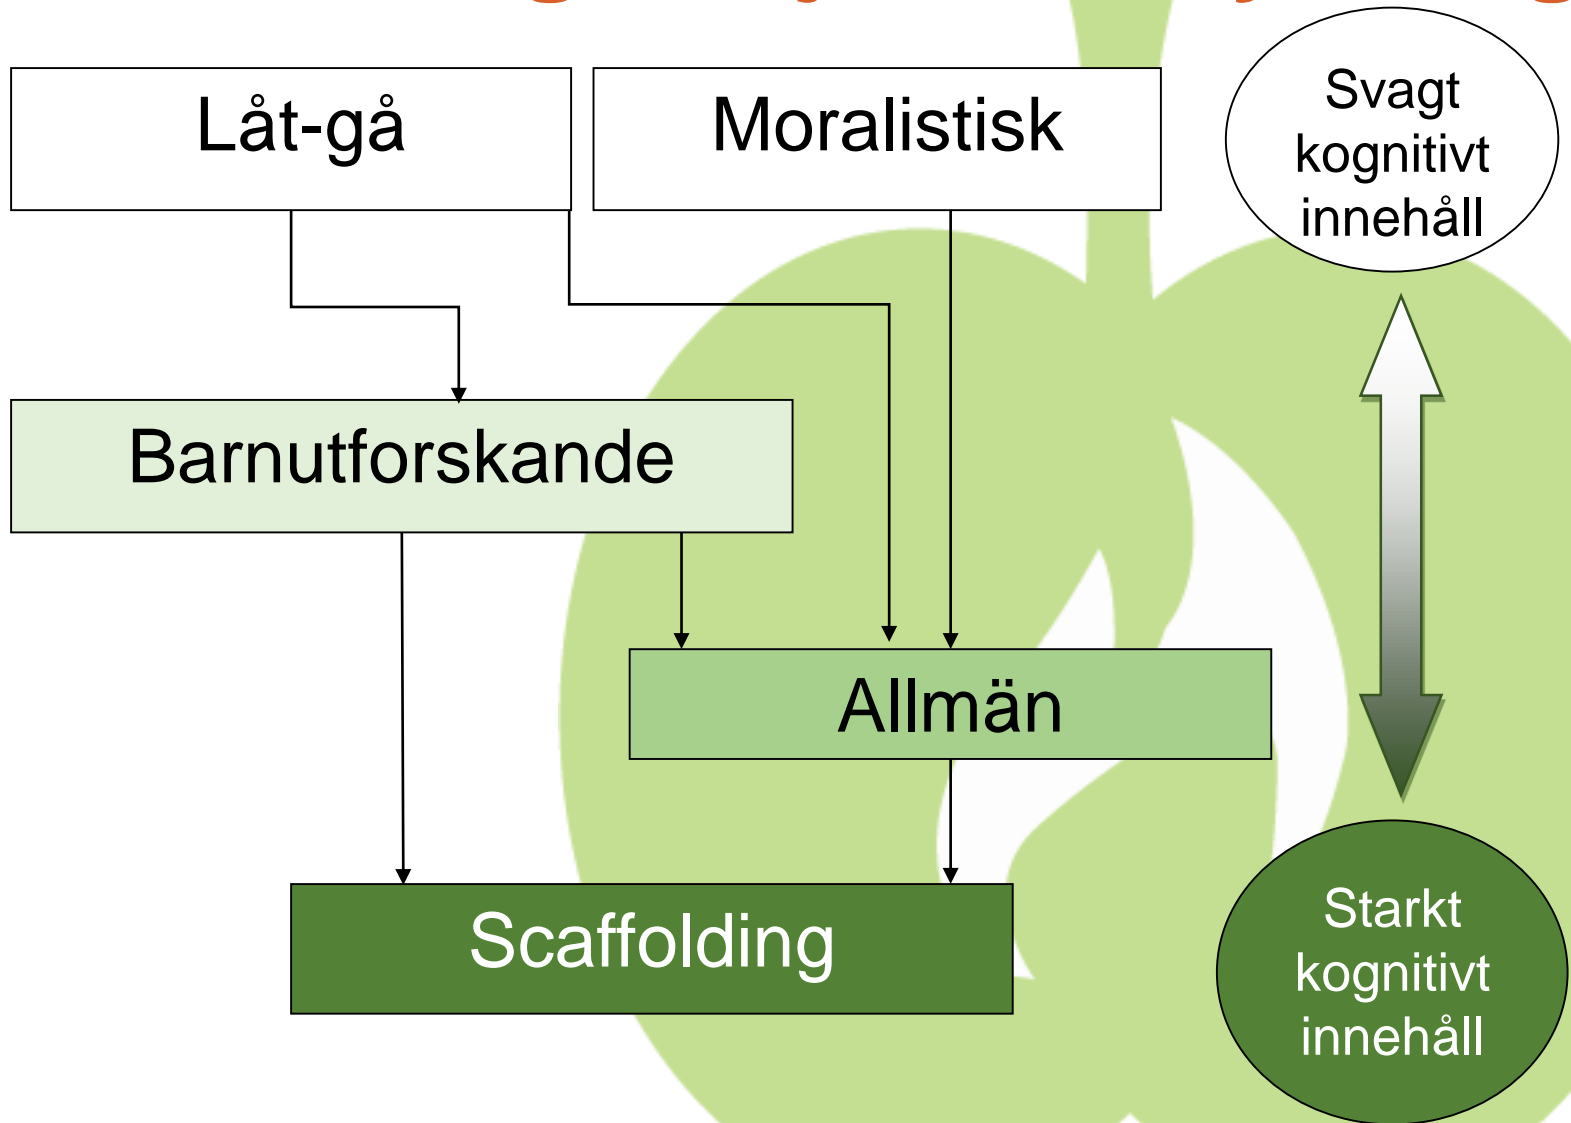 Låt-gå
Moralistisk
Svagt
kognitivt
innehåll
Barnutforskande
Allmän
Scaffolding
Starkt
kognitivt
innehåll